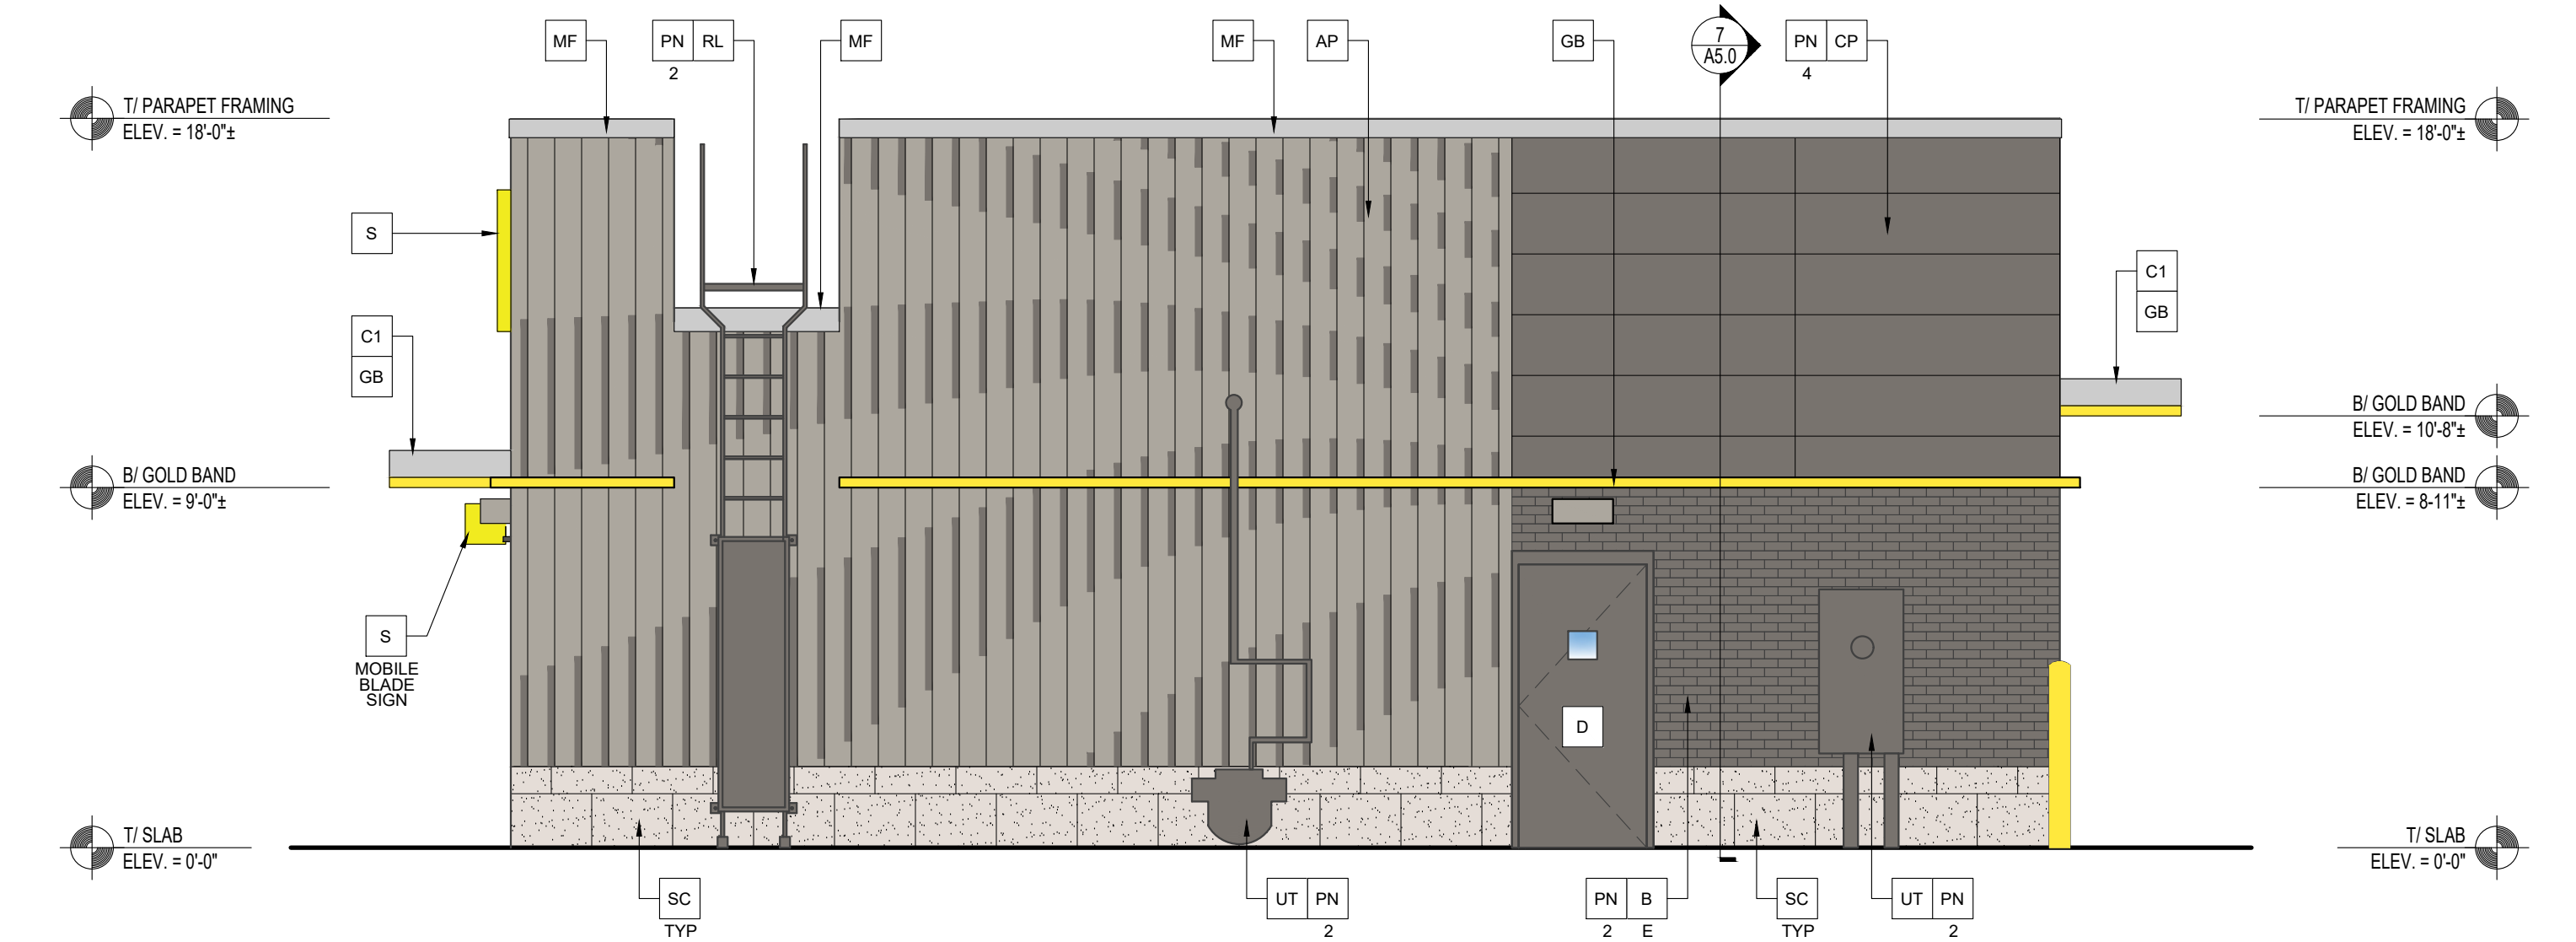 MF
PN RL
2
MF
MF
AP
GB
7
A5.0
PN CP
4
T/ PARAPET FRAMING
ELEV. = 18'-0"±
T/ PARAPET FRAMING
ELEV. = 18'-0"±
S
C1
GB
C1
GB
B/ GOLD BAND
ELEV. = 10'-8"±
B/ GOLD BAND
ELEV. = 9'-0"±
B/ GOLD BAND
ELEV. = 8-11"±
S
MOBILE
BLADE
SIGN
D
T/ SLAB
ELEV. = 0'-0"
T/ SLAB
ELEV. = 0'-0"
SC
TYP
UT PN
2
PN B
2 E
SC
TYP
UT PN
2